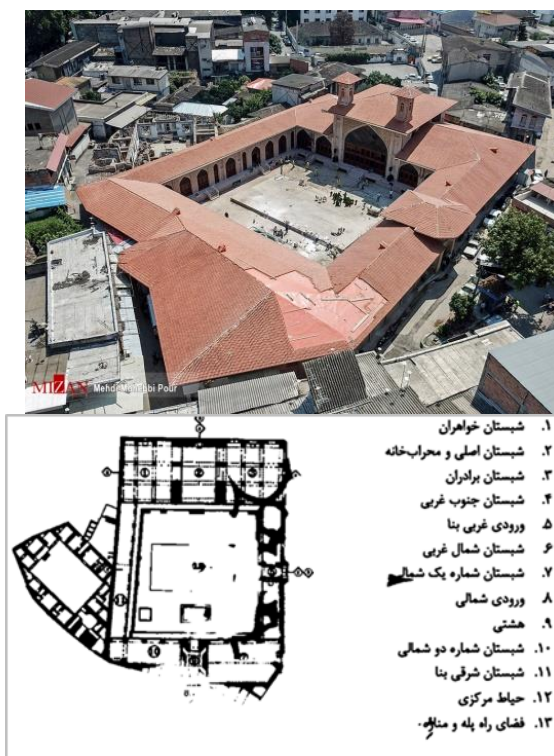 MIZAN Mehdi Mohebbi Pour
۱. شبستان خواهران
۲. شبستان اصلی و محراب‌خانه
۳. شبستان برادران
۴. شبستان جنوب غربی
۵. ورودی غربی بنا
۶. شبستان شمال غربی
۷. شبستان شماره یک شمالی
۸. ورودی شمالی
۹. هشتی
۱۰. شبستان شماره دو شمالی
۱۱. شبستان شرقی بنا
۱۲. حیاط مرکزی
۱۳. فضای راه پله و مناره